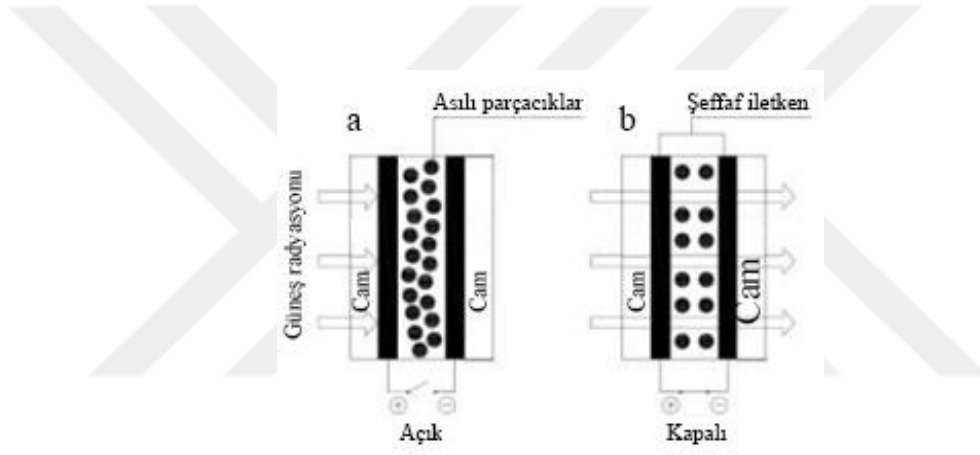 Asılı parçacıklar
Şeffaf iletken
a
b
Güneş radyasyonu
Cam
Cam
Cam
Cam
+
−
+
−
Açık
Kapalı